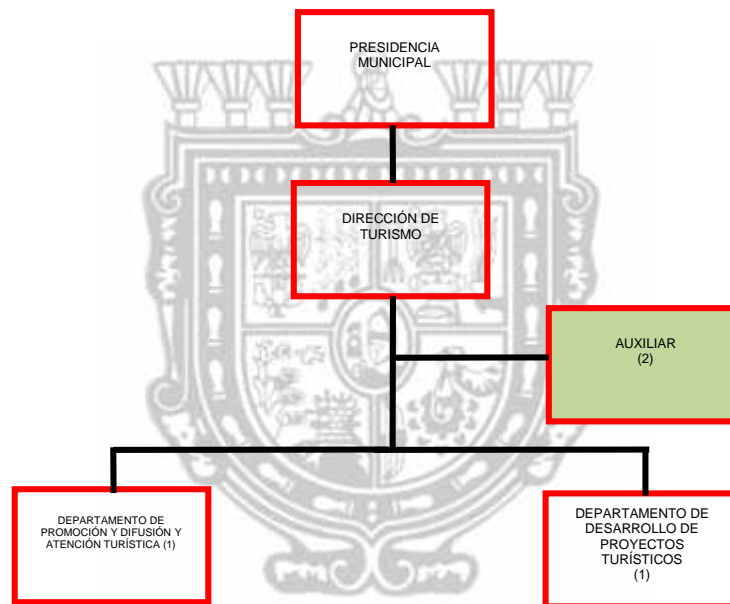 PRESIDENCIA
MUNICIPAL
DIRECCIÓN DE
TURISMO
AUXILIAR
(2)
DEPARTAMENTO DE
PROMOCIÓN Y DIFUSIÓN Y
ATENCIÓN TURÍSTICA (1)
DEPARTAMENTO DE
DESARROLLO DE
PROYECTOS
TURÍSTICOS
(1)